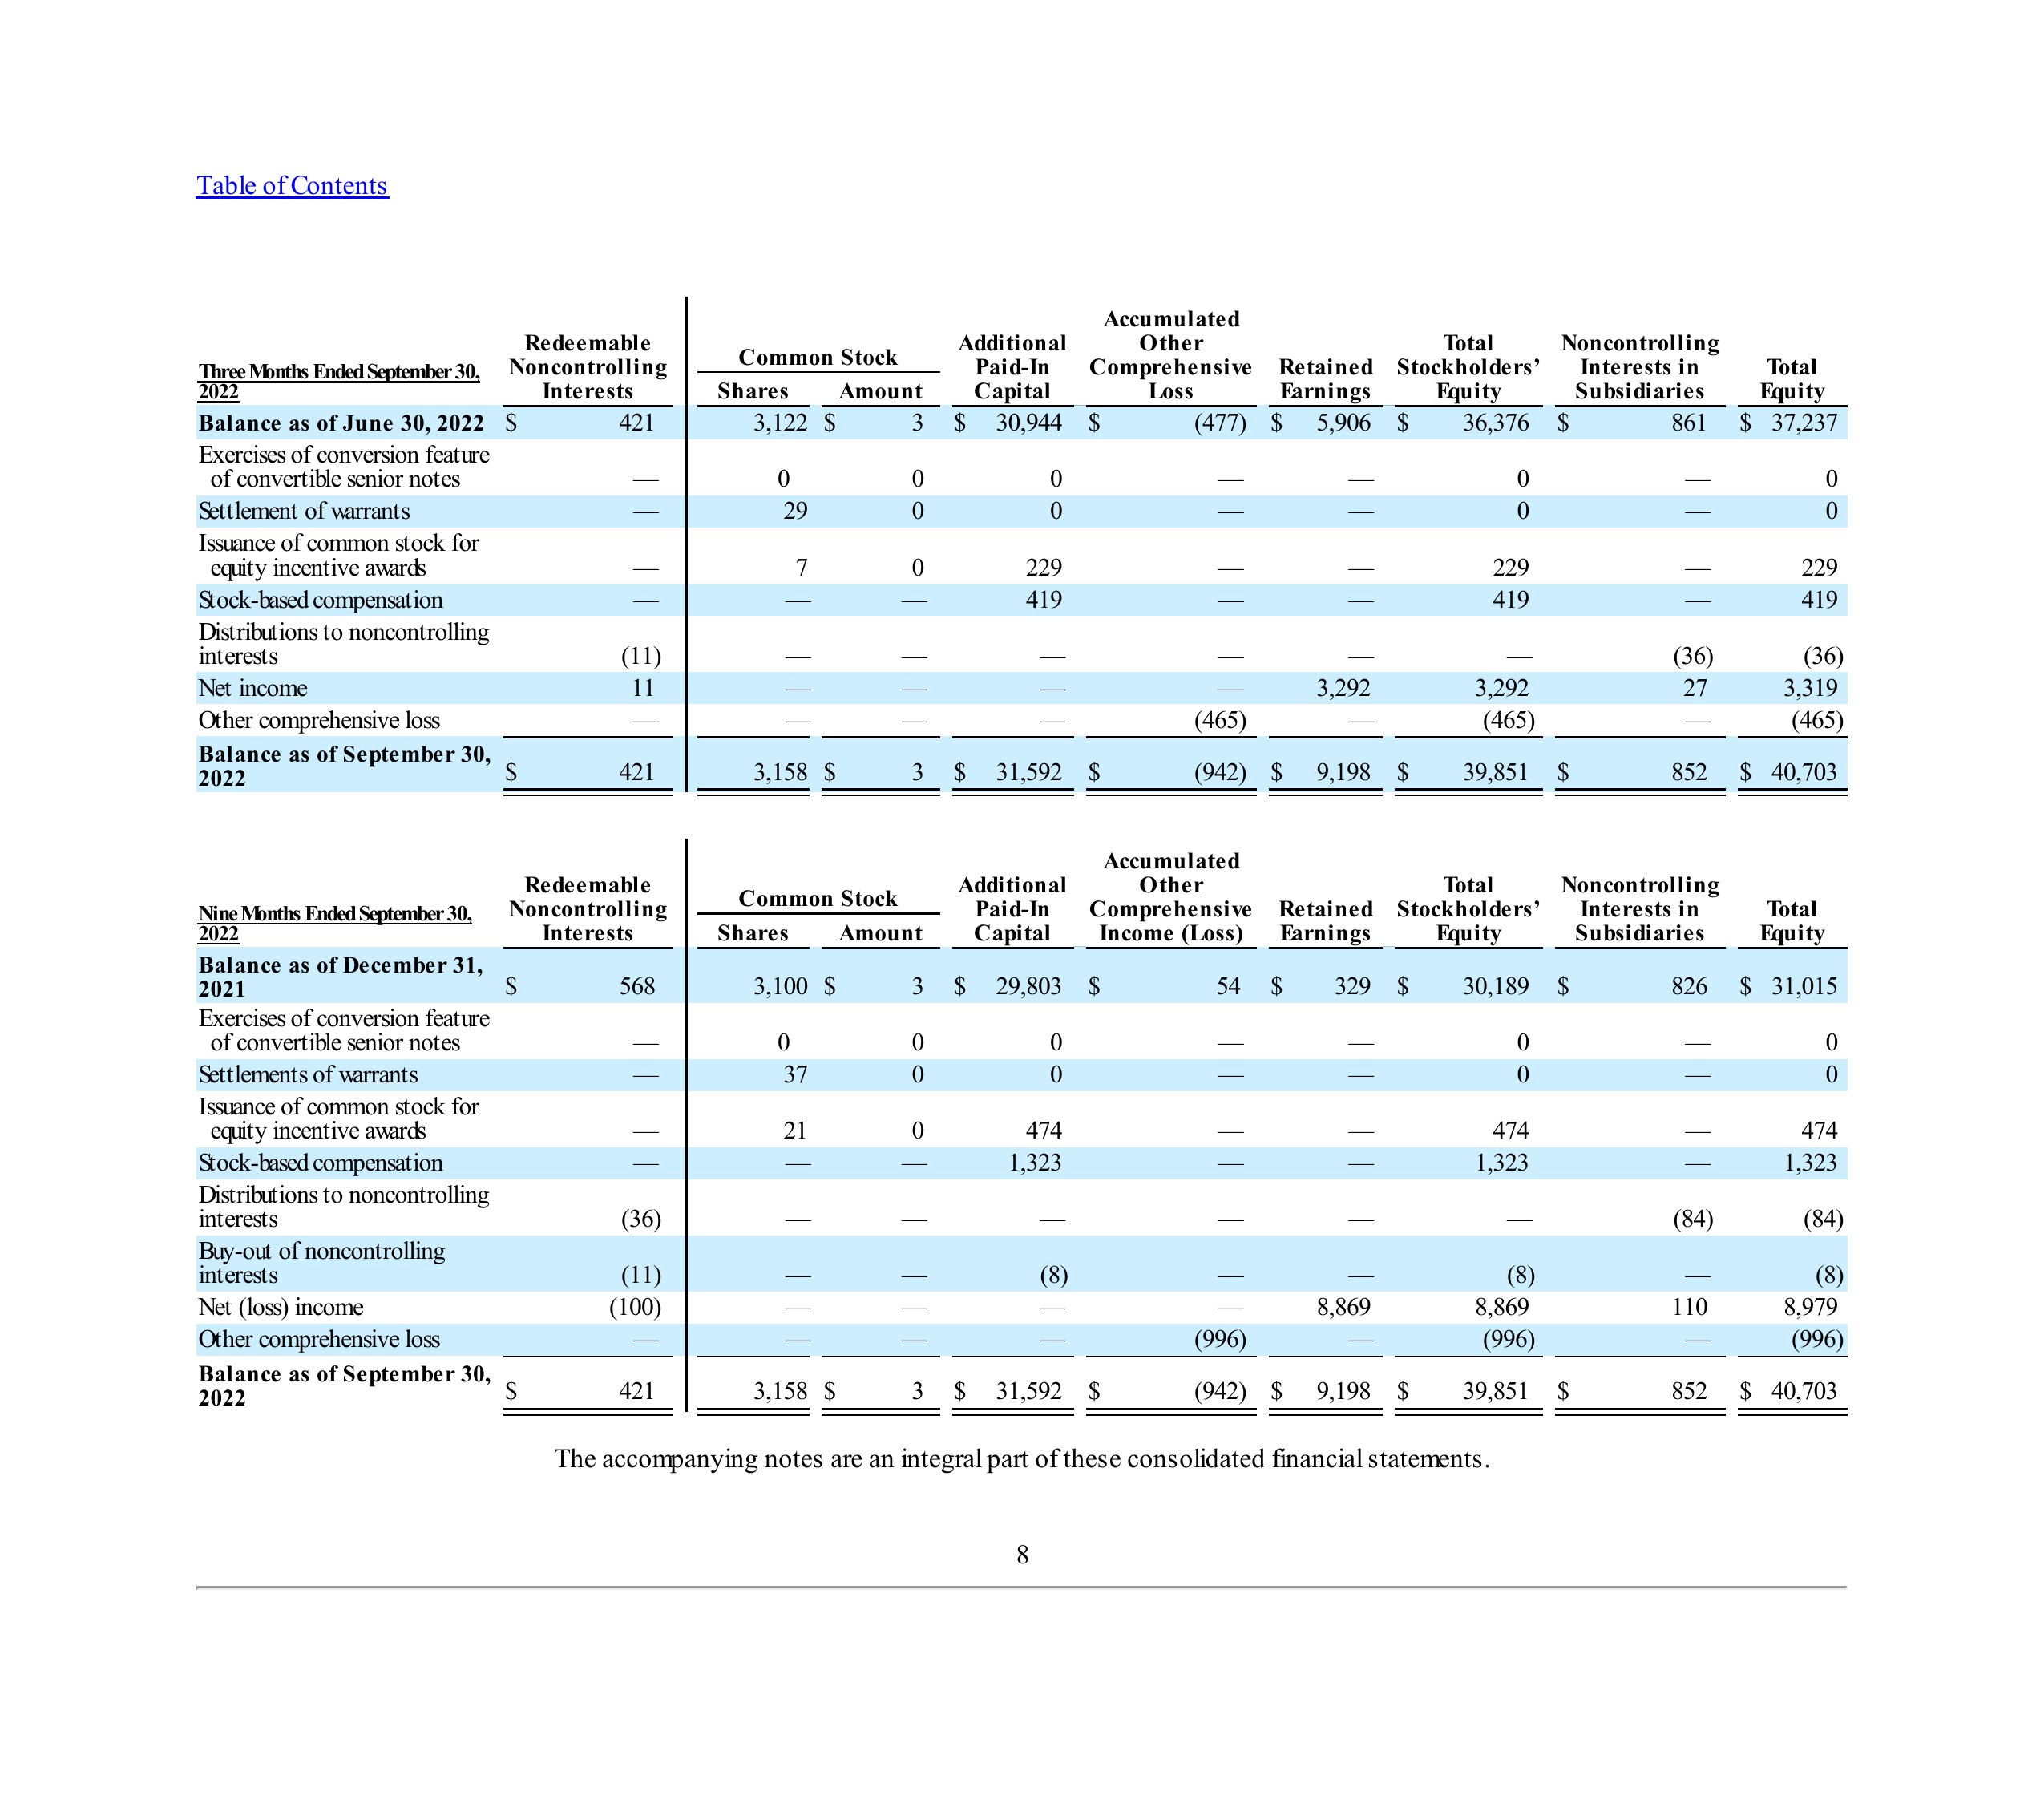 Table of Contents
Three Months Ended September 30, 2022 Redeemable Noncontrolling Interests Common Stock Shares Amount Additional Paid-In Capital Accumulated Other Comprehensive Loss Retained Earnings Total Stockholders’ Equity Noncontrolling Interests in Subsidiaries Total Equity
Balance as of June 30, 2022 $ 421 3,122 $ 3 $ 30,944 $ (477) $ 5,906 $ 36,376 $ 861 $ 37,237
Exercises of conversion feature
of convertible senior notes — 0 0 0 — — 0 — 0
Settlement of warrants — 29 0 0 — — 0 — 0
Issuance of common stock for
equity incentive awards — 7 0 229 — — 229 — 229
Stock-based compensation — — — 419 — — 419 — 419
Distributions to noncontrolling
interests (11) — — — — — — (36) (36)
Net income 11 — — — — 3,292 3,292 27 3,319
Other comprehensive loss — — — — (465) — (465) — (465)
Balance as of September 30,
2022 $ 421 3,158 $ 3 $ 31,592 $ (942) $ 9,198 $ 39,851 $ 852 $ 40,703
Nine Months Ended September 30, 2022 Redeemable Noncontrolling Interests Common Stock Shares Amount Additional Paid-In Capital Accumulated Other Comprehensive Income (Loss) Retained Earnings Total Stockholders’ Equity Noncontrolling Interests in Subsidiaries Total Equity
Balance as of December 31,
2021 $ 568 3,100 $ 3 $ 29,803 $ 54 $ 329 $ 30,189 $ 826 $ 31,015
Exercises of conversion feature
of convertible senior notes — 0 0 0 — — 0 — 0
Settlements of warrants — 37 0 0 — — 0 — 0
Issuance of common stock for
equity incentive awards — 21 0 474 — — 474 — 474
Stock-based compensation — — — 1,323 — — 1,323 — 1,323
Distributions to noncontrolling
interests (36) — — — — — — (84) (84)
Buy-out of noncontrolling
interests (11) — — (8) — — (8) — (8)
Net (loss) income (100) — — — — 8,869 8,869 110 8,979
Other comprehensive loss — — — — (996) — (996) — (996)
Balance as of September 30,
2022 $ 421 3,158 $ 3 $ 31,592 $ (942) $ 9,198 $ 39,851 $ 852 $ 40,703
The accompanying notes are an integral part of these consolidated financial statements.
8